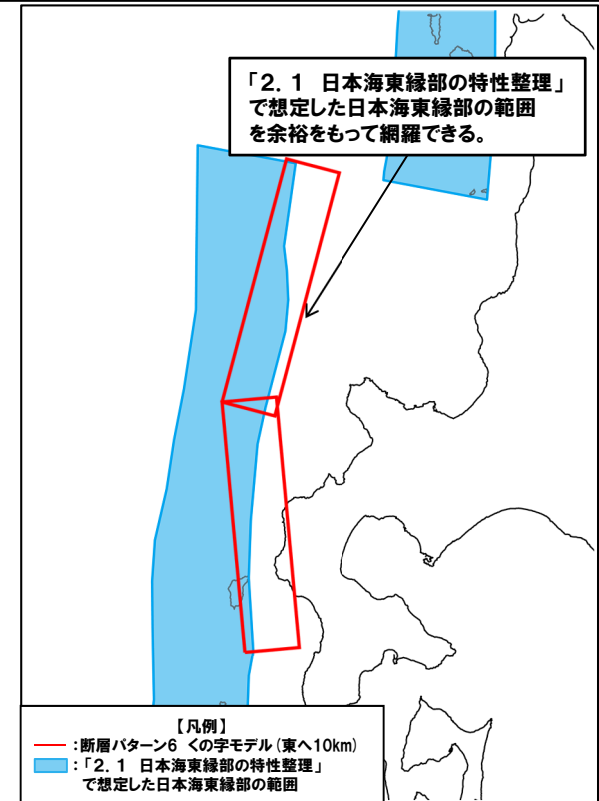 「2.1 日本海東縁部の特性整理」
で想定した日本海東縁部の範囲
を余裕をもって網羅できる。
【凡例】
:断層パターン6 くの字モデル(東へ10km)
:「2.1 日本海東縁部の特性整理」
で想定した日本海東縁部の範囲